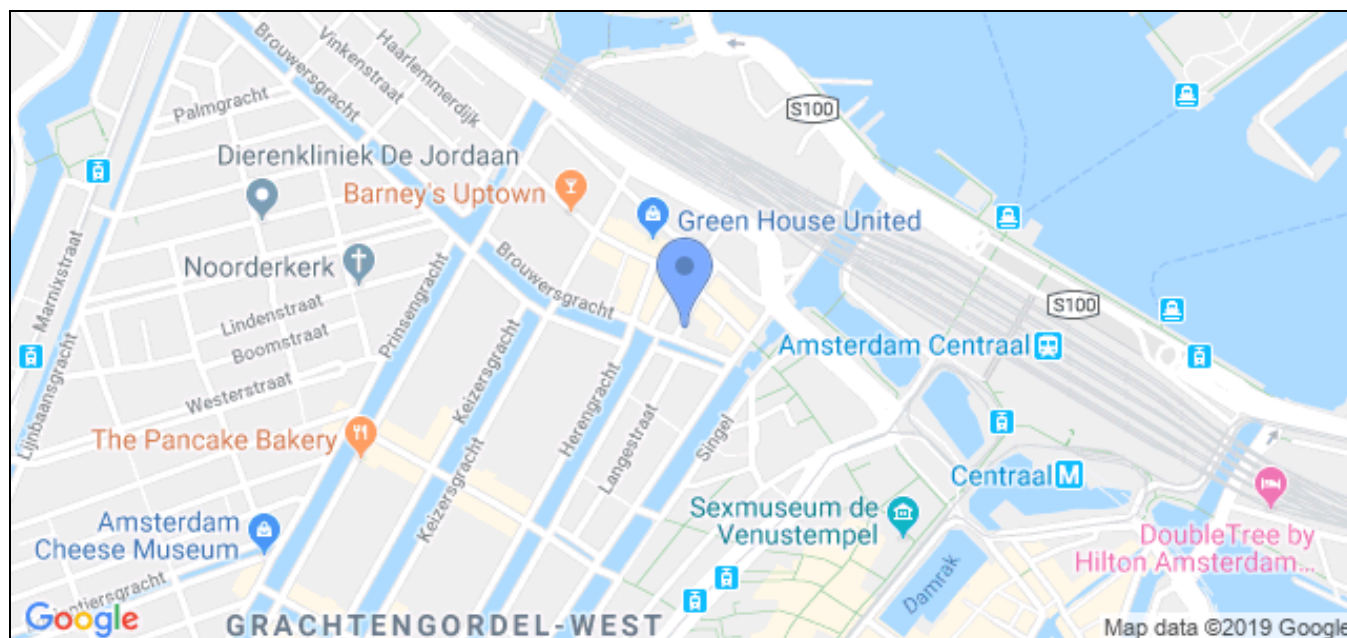 Brouwersgracht
Vinkenstraat
Haarlemmerdijk
Palmgracht
S100
Dierenkliniek De Jordaan
Barney's Uptown
Green House United
Marnixstraat
Noorderkerk
Brouwersgracht
Prinsengracht
Lindenstraat
Boomstraat
S100
Amsterdam Centraal
Keizersgracht
Westerstraat
Lijnbaansgracht
Herengracht
Langestraat
Singel
The Pancake Bakery
Keizersgracht
Centraal
M
Sexmuseum de
Venustempel
Amsterdam
Cheese Museum
DoubleTree by
Hilton Amsterdam...
Damrak
Google
GRACHTENGORDEL-WEST
Map data ©2019 Google